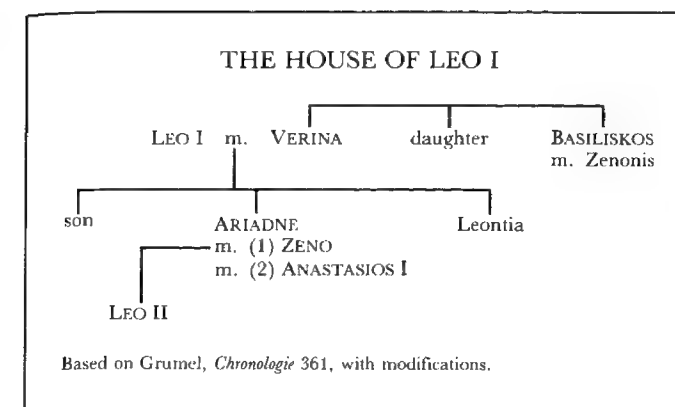 THE HOUSE OF LEO I
LEO I m. VERINA daughter BASILISKOS
m. Zenonis
son ARIADNE Leontia
m. (1) ZENO
m. (2) ANASTASIOS I
LEO II
Based on Grumel, Chronologie 361, with modifications.